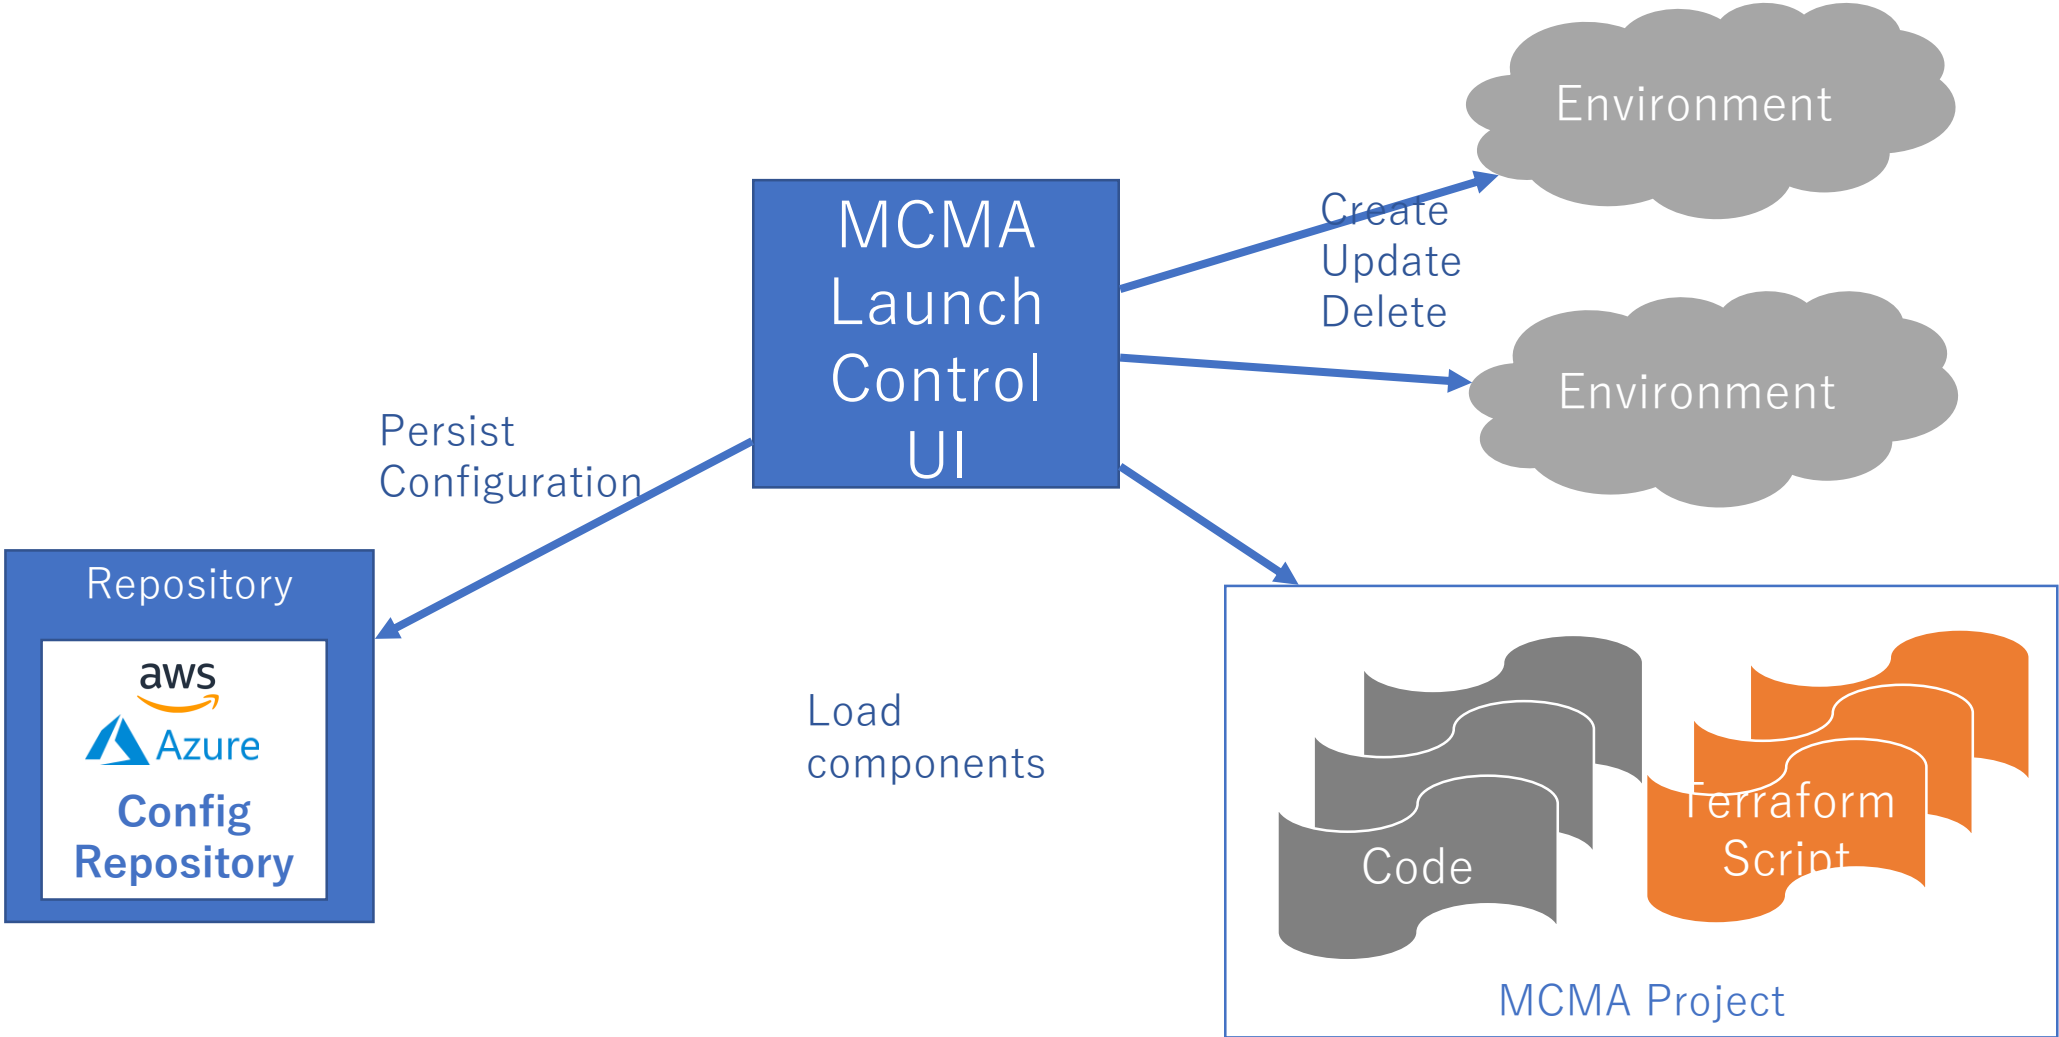 Environment
MCMA
Launch
Control
UI
Create
Update
Delete
Environment
Persist
Configuration
Repository
aws
Azure
Config
Repository
Load
components
Code
Terraform
Script
MCMA Project